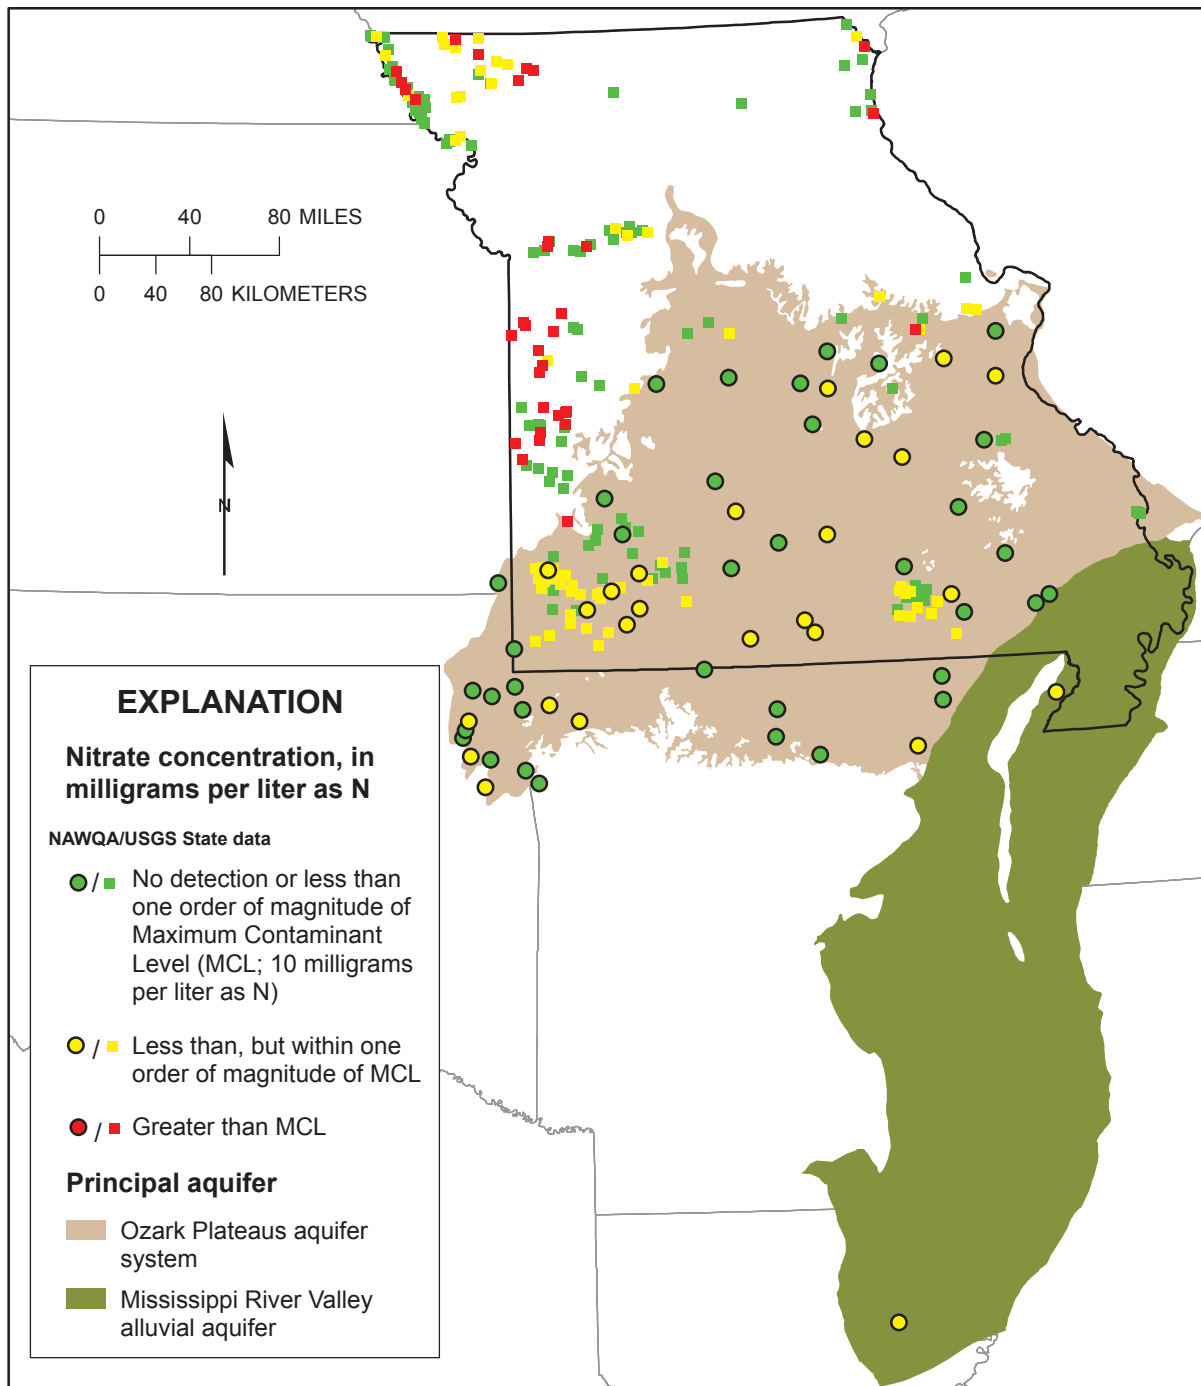 0 40 80 MILES
0 40 80 KILOMETERS
N
EXPLANATION
Nitrate concentration, in
milligrams per liter as N
NAWQA/USGS State data
/ No detection or less than
one order of magnitude of
Maximum Contaminant
Level (MCL; 10 milligrams
per liter as N)
/ Less than, but within one
order of magnitude of MCL
/ Greater than MCL
Principal aquifer
Ozark Plateaus aquifer
system
Mississippi River Valley
alluvial aquifer